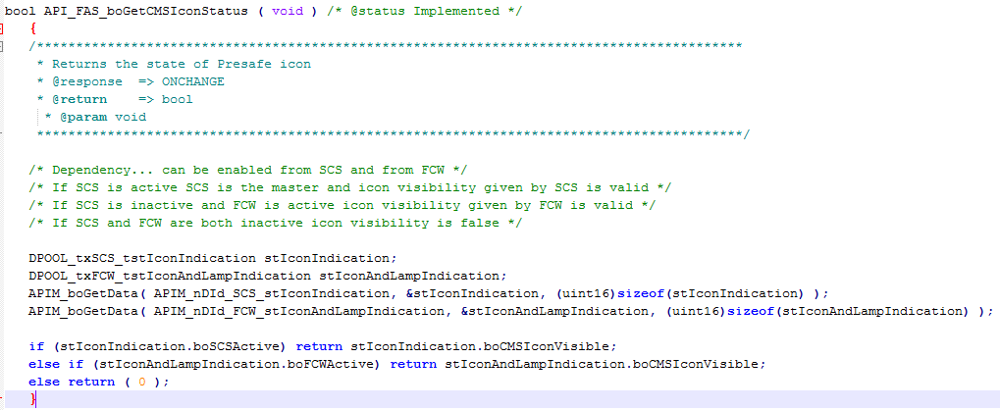 bool API_FAS_boGetCMSIconStatus ( void ) /* @status Implemented */
{
/******************************************************************************************
* Returns the state of Presafe icon
* @response => ONCHANGE
* @return => bool
* @param void
******************************************************************************************/
/* Dependency... can be enabled from SCS and from FCW */
/* If SCS is active SCS is the master and icon visibility given by SCS is valid */
/* If SCS is inactive and FCW is active icon visibility given by FCW is valid */
/* If SCS and FCW are both inactive icon visibility is false */
DPOOL_txSCS_tstIconIndication stIconIndication;
DPOOL_txFCW_tstIconAndLampIndication stIconAndLampIndication;
APIM_boGetData( APIM_nDId_SCS_stIconIndication, &stIconIndication, (uint16)sizeof(stIconIndication) );
APIM_boGetData( APIM_nDId_FCW_stIconAndLampIndication, &stIconAndLampIndication, (uint16)sizeof(stIconAndLampIndication) );
if (stIconIndication.boSCSActive) return stIconIndication.boCMSIconVisible;
else if (stIconAndLampIndication.boFCWActive) return stIconAndLampIndication.boCMSIconVisible;
else return ( 0 );
}